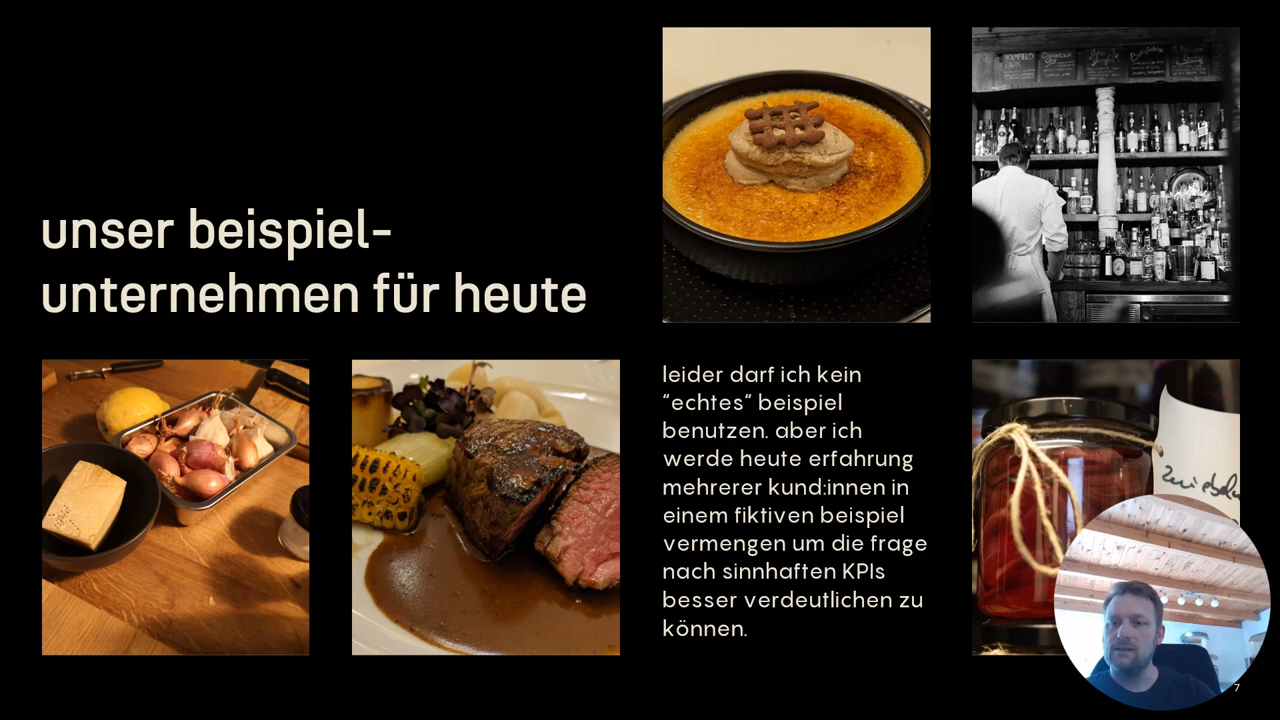 unser beispiel-
unternehmen für heute
leider darf ich kein
“echtes“ beispiel
benutzen. aber ich
werde heute erfahrung
mehrerer kund:innen in
einem fiktiven beispiel
vermengen um die frage
nach sinnhaften KPIs
besser verdeutlichen zu
können.
7